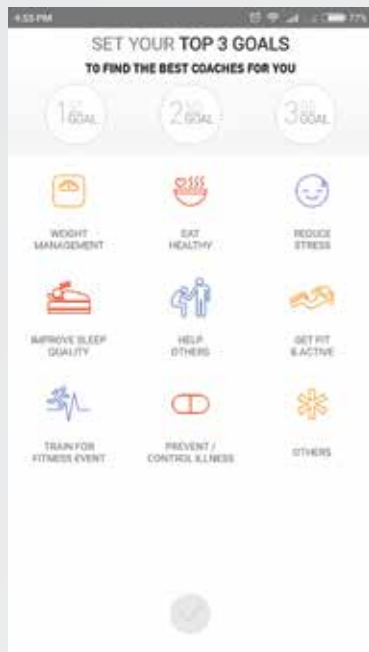 4:55 PM 77%
SET YOUR TOP 3 GOALS
TO FIND THE BEST COACHES FOR YOU
1ST GOAL 2ND GOAL 3RD GOAL
WEIGHT MANAGEMENT
EAT HEALTHY
REDUCE STRESS
IMPROVE SLEEP QUALITY
HELP OTHERS
GET FIT & ACTIVE
TRAIN FOR FITNESS EVENT
PREVENT / CONTROL ILLNESS
OTHERS